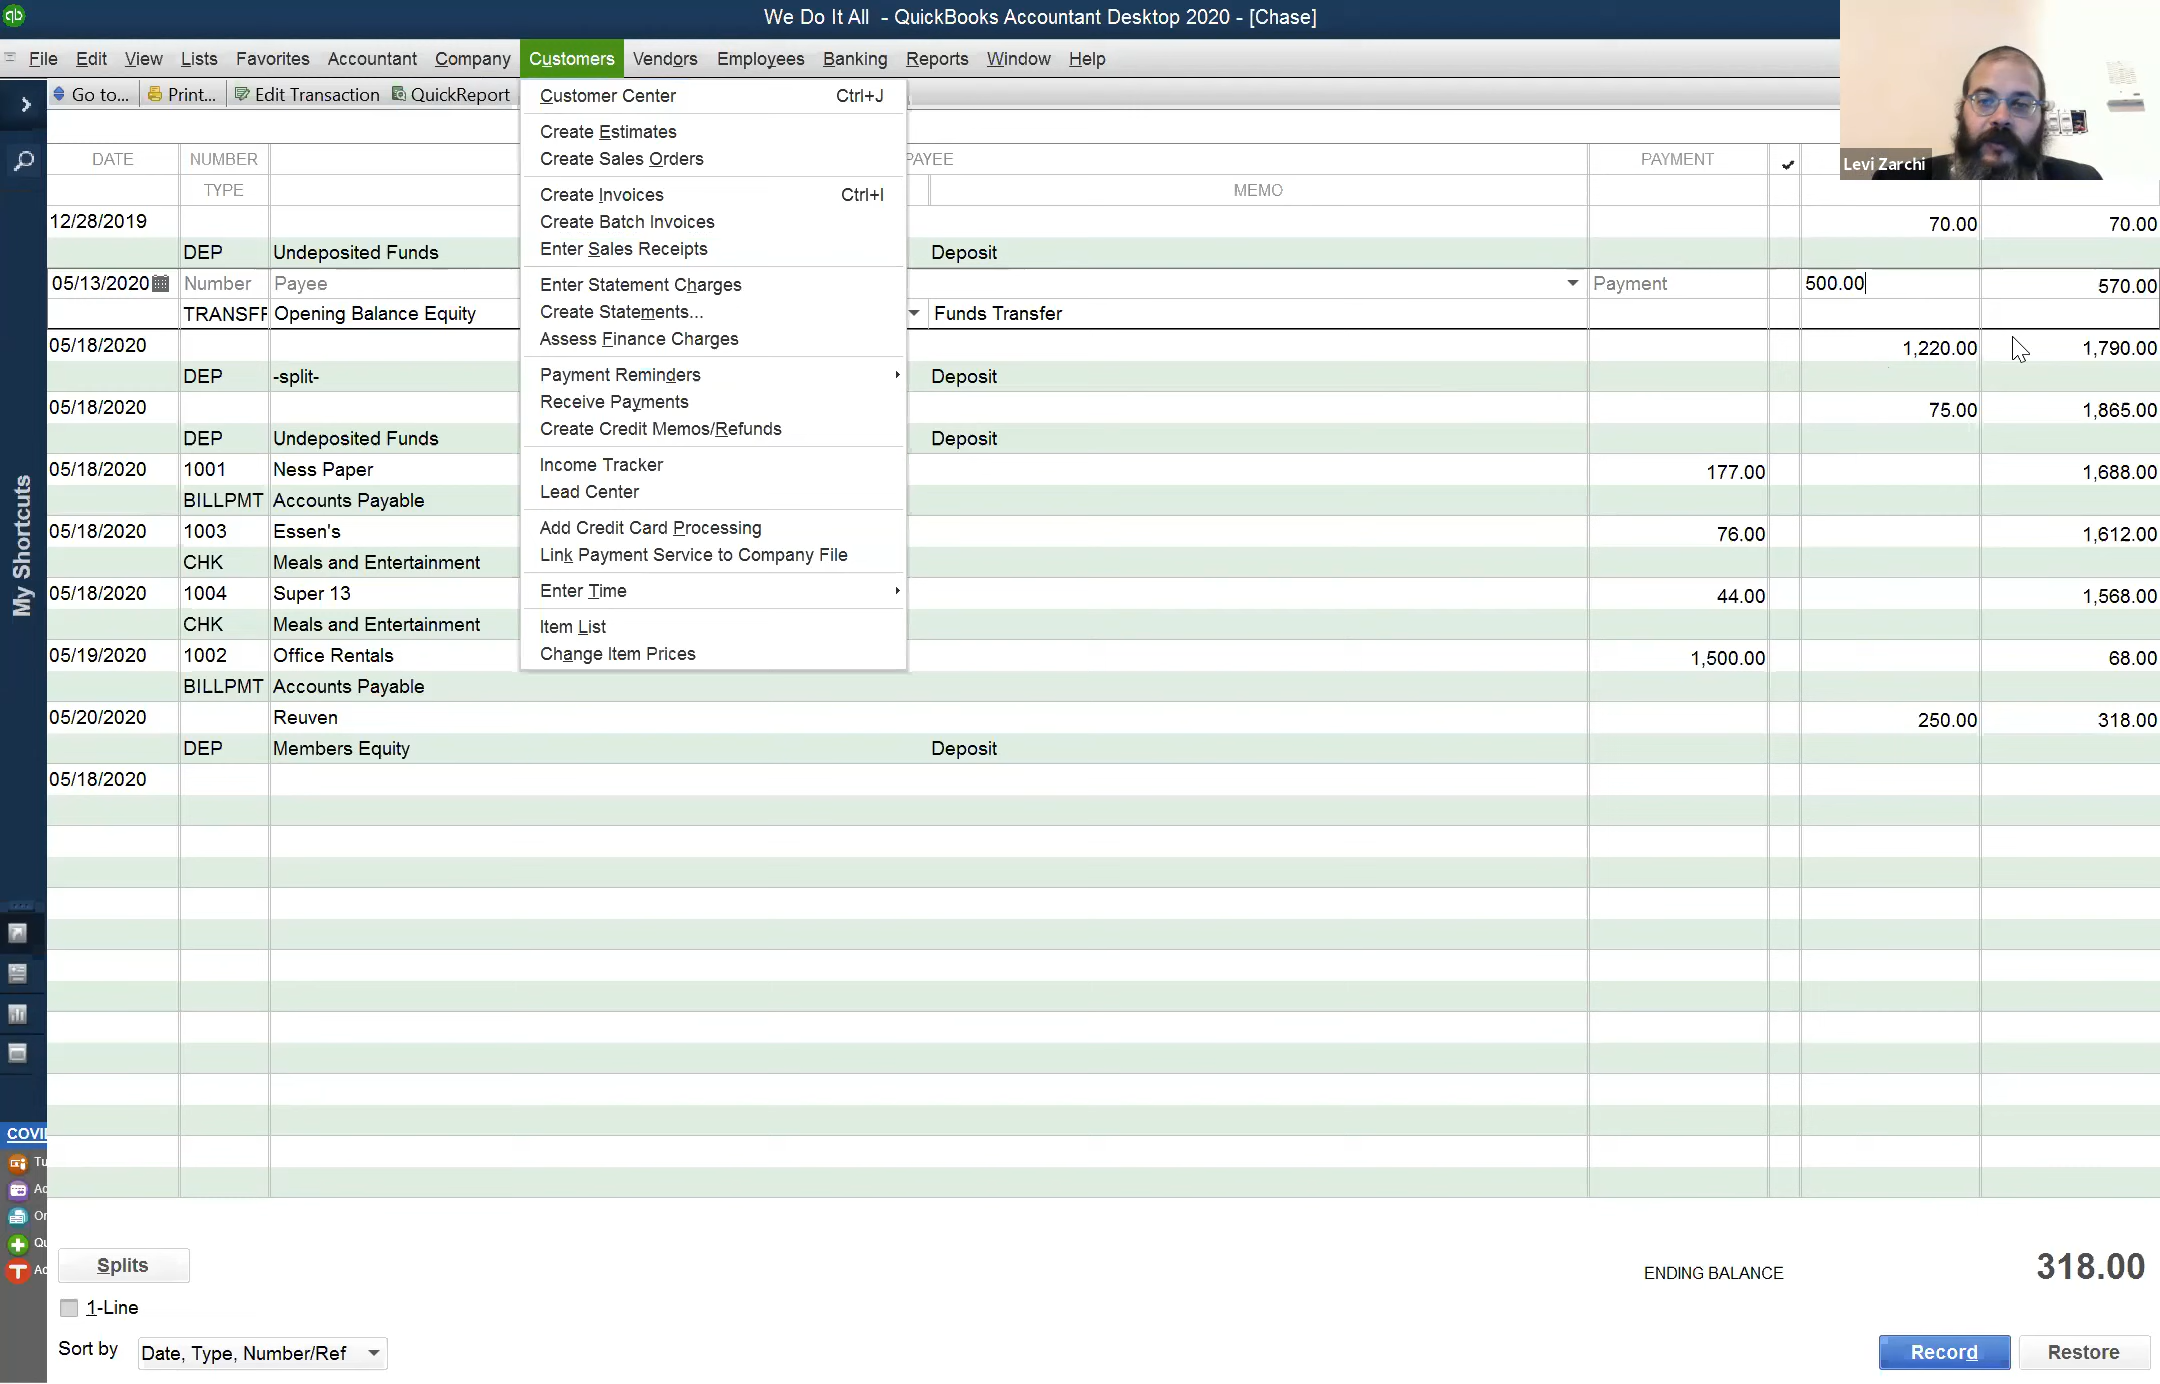 qb We Do It All - QuickBooks Accountant Desktop 2020 - [Chase]
File Edit View Lists Favorites Accountant Company Customers Vendors Employees Banking Reports Window Help
Go to... Print... Edit Transaction QuickReport
Customer Center Ctrl+J
Create Estimates
Create Sales Orders
Create Invoices Ctrl+I
Create Batch Invoices
Enter Sales Receipts
Enter Statement Charges
Create Statements...
Assess Finance Charges
Payment Reminders
Receive Payments
Create Credit Memos/Refunds
Income Tracker
Lead Center
Add Credit Card Processing
Link Payment Service to Company File
Enter Time
Item List
Change Item Prices
Levi Zarchi
My Shortcuts
DATE NUMBER PAYEE PAYMENT
TYPE MEMO
12/28/2019 70.00 70.00
DEP Undeposited Funds Deposit
05/13/2020 Number Payee Payment 500.00 570.00
TRANSFR Opening Balance Equity Funds Transfer
05/18/2020 1,220.00 1,790.00
DEP -split- Deposit
05/18/2020 75.00 1,865.00
DEP Undeposited Funds Deposit
05/18/2020 1001 Ness Paper 177.00 1,688.00
BILLPMT Accounts Payable
05/18/2020 1003 Essen's 76.00 1,612.00
CHK Meals and Entertainment
05/18/2020 1004 Super 13 44.00 1,568.00
CHK Meals and Entertainment
05/19/2020 1002 Office Rentals 1,500.00 68.00
BILLPMT Accounts Payable
05/20/2020 Reuven 250.00 318.00
DEP Members Equity Deposit
05/18/2020
COVI
Tu
Ac
Or
Qu
Ac
Splits
ENDING BALANCE 318.00
1-Line
Sort by Date, Type, Number/Ref
Record Restore